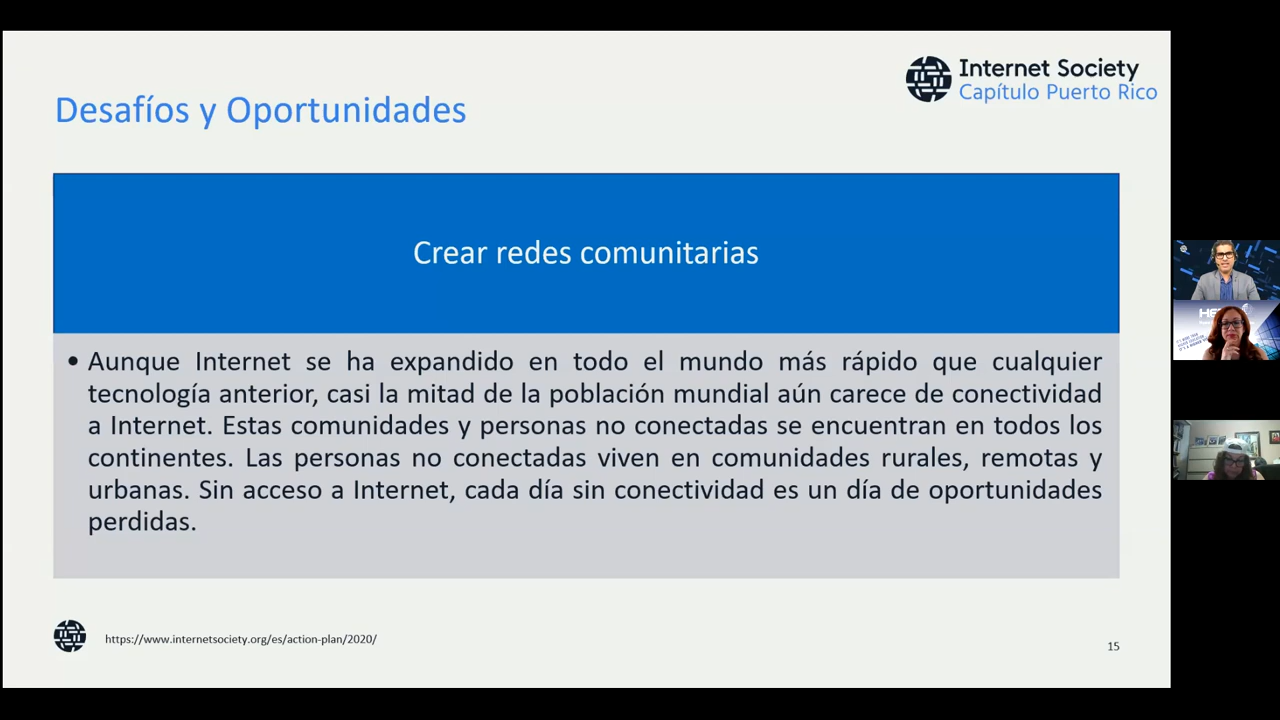 Internet Society
Capítulo Puerto Rico
Desafíos y Oportunidades
Crear redes comunitarias
• Aunque Internet se ha expandido en todo el mundo más rápido que cualquier
tecnología anterior, casi la mitad de la población mundial aún carece de conectividad
a Internet. Estas comunidades y personas no conectadas se encuentran en todos los
continentes. Las personas no conectadas viven en comunidades rurales, remotas y
urbanas. Sin acceso a Internet, cada día sin conectividad es un día de oportunidades
perdidas.
https://www.internetsociety.org/es/action-plan/2020/
15